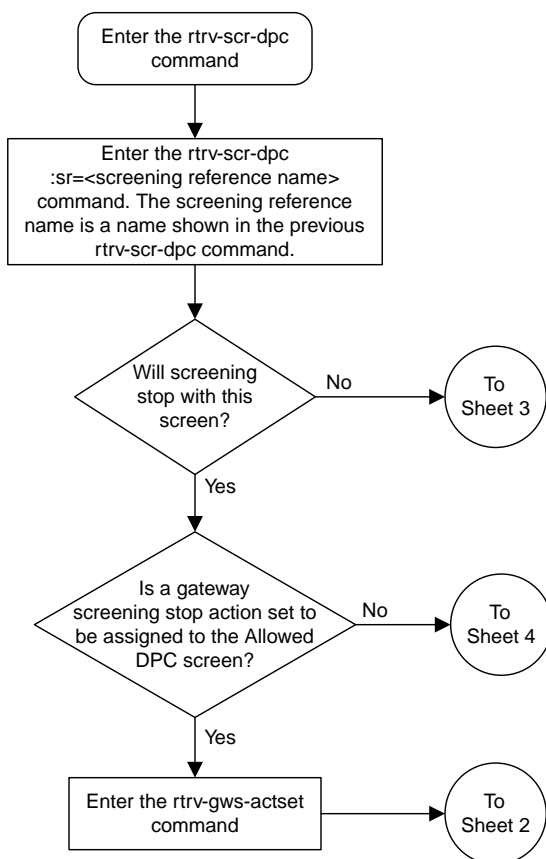 Enter the rtrv-scr-dpc
command
Enter the rtrv-scr-dpc
:sr=<screening reference name>
command. The screening reference
name is a name shown in the previous
rtrv-scr-dpc command.
Will screening
stop with this
screen?
No
To
Sheet 3
Yes
Is a gateway
screening stop action set to
be assigned to the Allowed
DPC screen?
No
To
Sheet 4
Yes
Enter the rtrv-gws-actset
command
To
Sheet 2